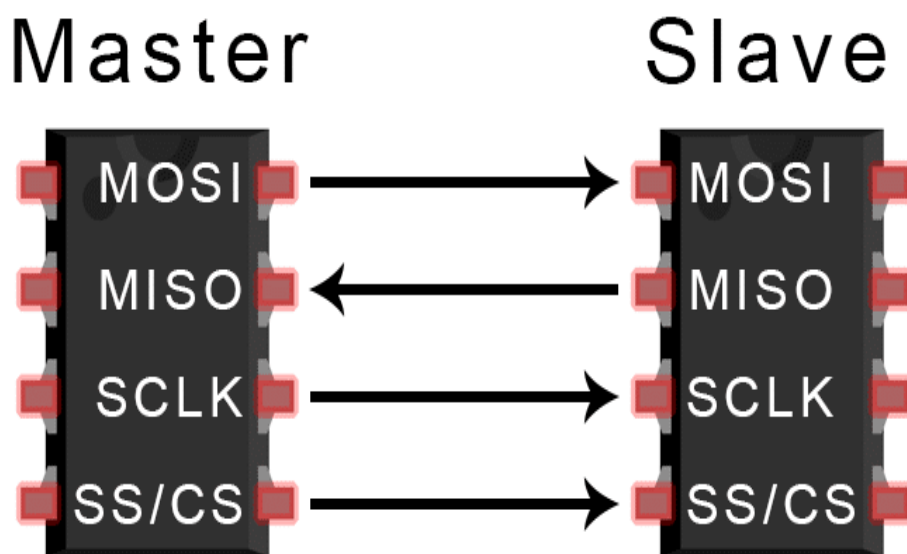 Master Slave
MOSI MOSI
MISO MISO
SCLK SCLK
SS/CS SS/CS